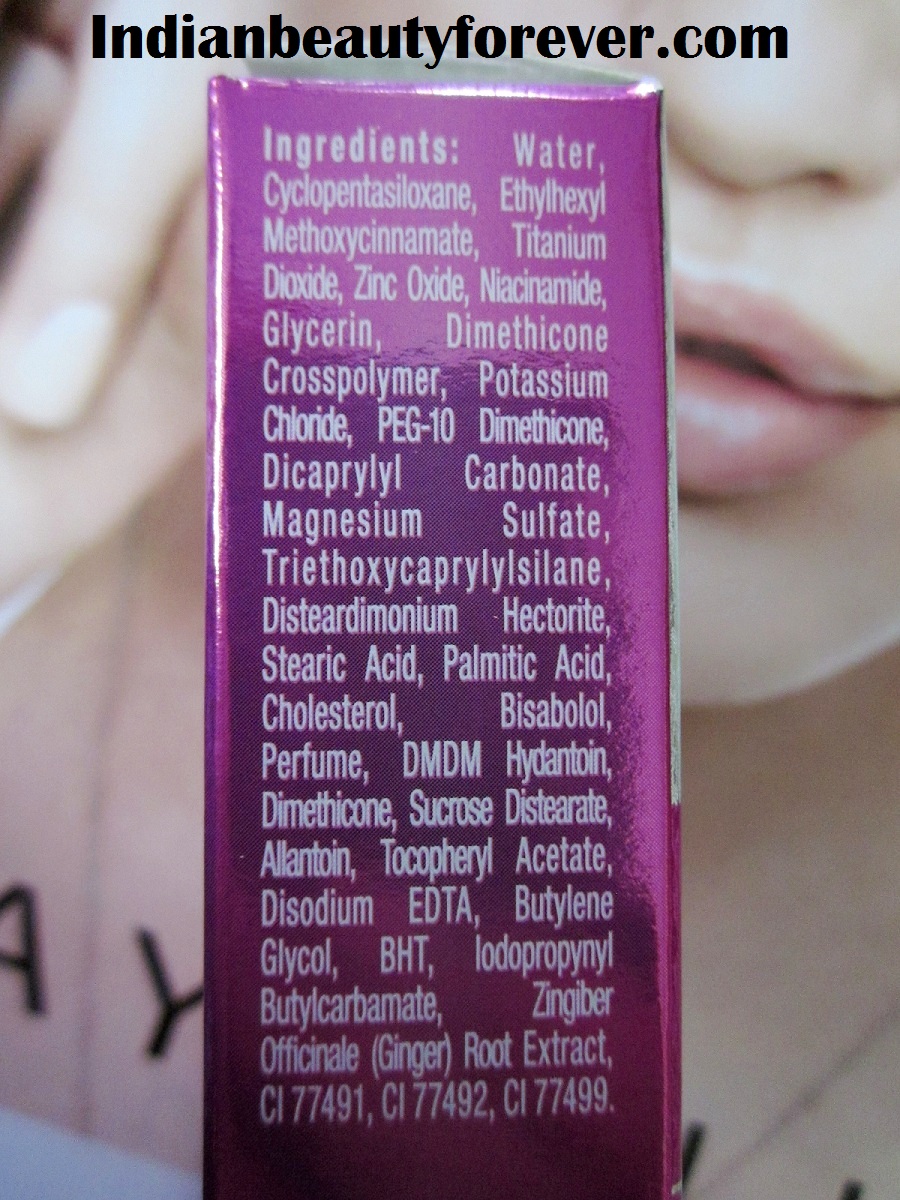 Indianbeautyforever.com
Ingredients: Water,
Cyclopentasiloxane, Ethylhexyl
Methoxycinnamate, Titanium
Dioxide, Zinc Oxide, Niacinamide,
Glycerin, Dimethicone
Crosspolymer, Potassium
Chloride, PEG-10 Dimethicone,
Dicaprylyl Carbonate,
Magnesium Sulfate,
Triethoxycaprylylsilane,
Disteardimonium Hectorite,
Stearic Acid, Palmitic Acid,
Cholesterol, Bisabolol,
Perfume, DMDM Hydantoin,
Dimethicone, Sucrose Distearate,
Allantoin, Tocopheryl Acetate,
Disodium EDTA, Butylene
Glycol, BHT, Iodopropynyl
Butylcarbamate, Zingiber
Officinale (Ginger) Root Extract,
CI 77491, CI 77492, CI 77499.
A Y